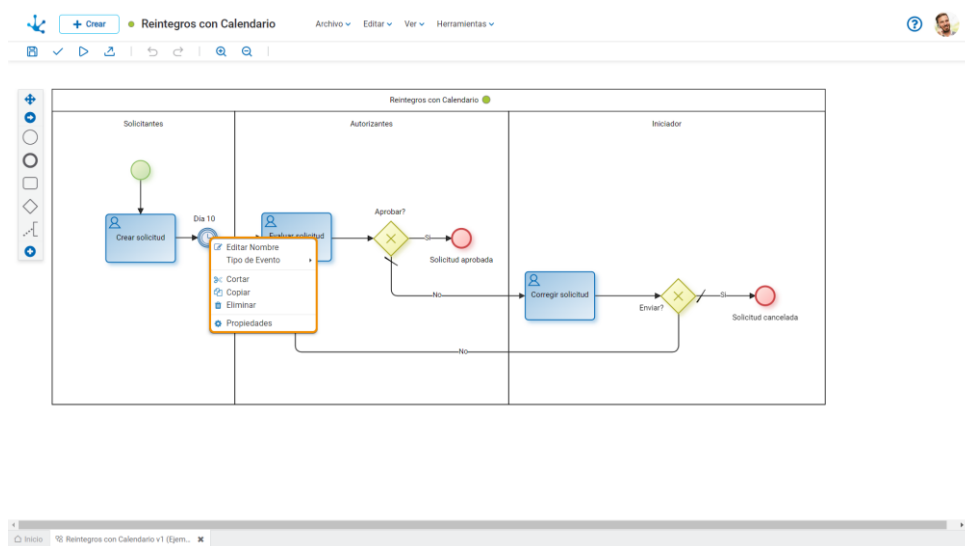 Crear
Reintegros con Calendario
Archivo
Editar
Ver
Herramientas
Reintegros con Calendario
Solicitantes
Autorizantes
Iniciador
Crear solicitud
Dia 10
Evaluar solicitud
Aprobar?
Si
Solicitud aprobada
No
Corregir solicitud
Enviar?
Si
Solicitud cancelada
No
Editar Nombre
Tipo de Evento
Cortar
Copiar
Eliminar
Propiedades
Inicio
Reintegros con Calendario v1 (Ejem...